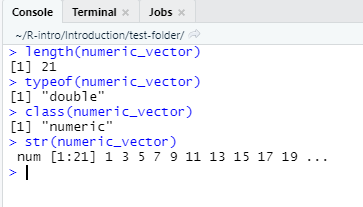 Console Terminal × Jobs ×
~/R-intro/Introduction/test-folder/
> length(numeric_vector)
[1] 21
> typeof(numeric_vector)
[1] "double"
> class(numeric_vector)
[1] "numeric"
> str(numeric_vector)
 num [1:21] 1 3 5 7 9 11 13 15 17 19 ...
>